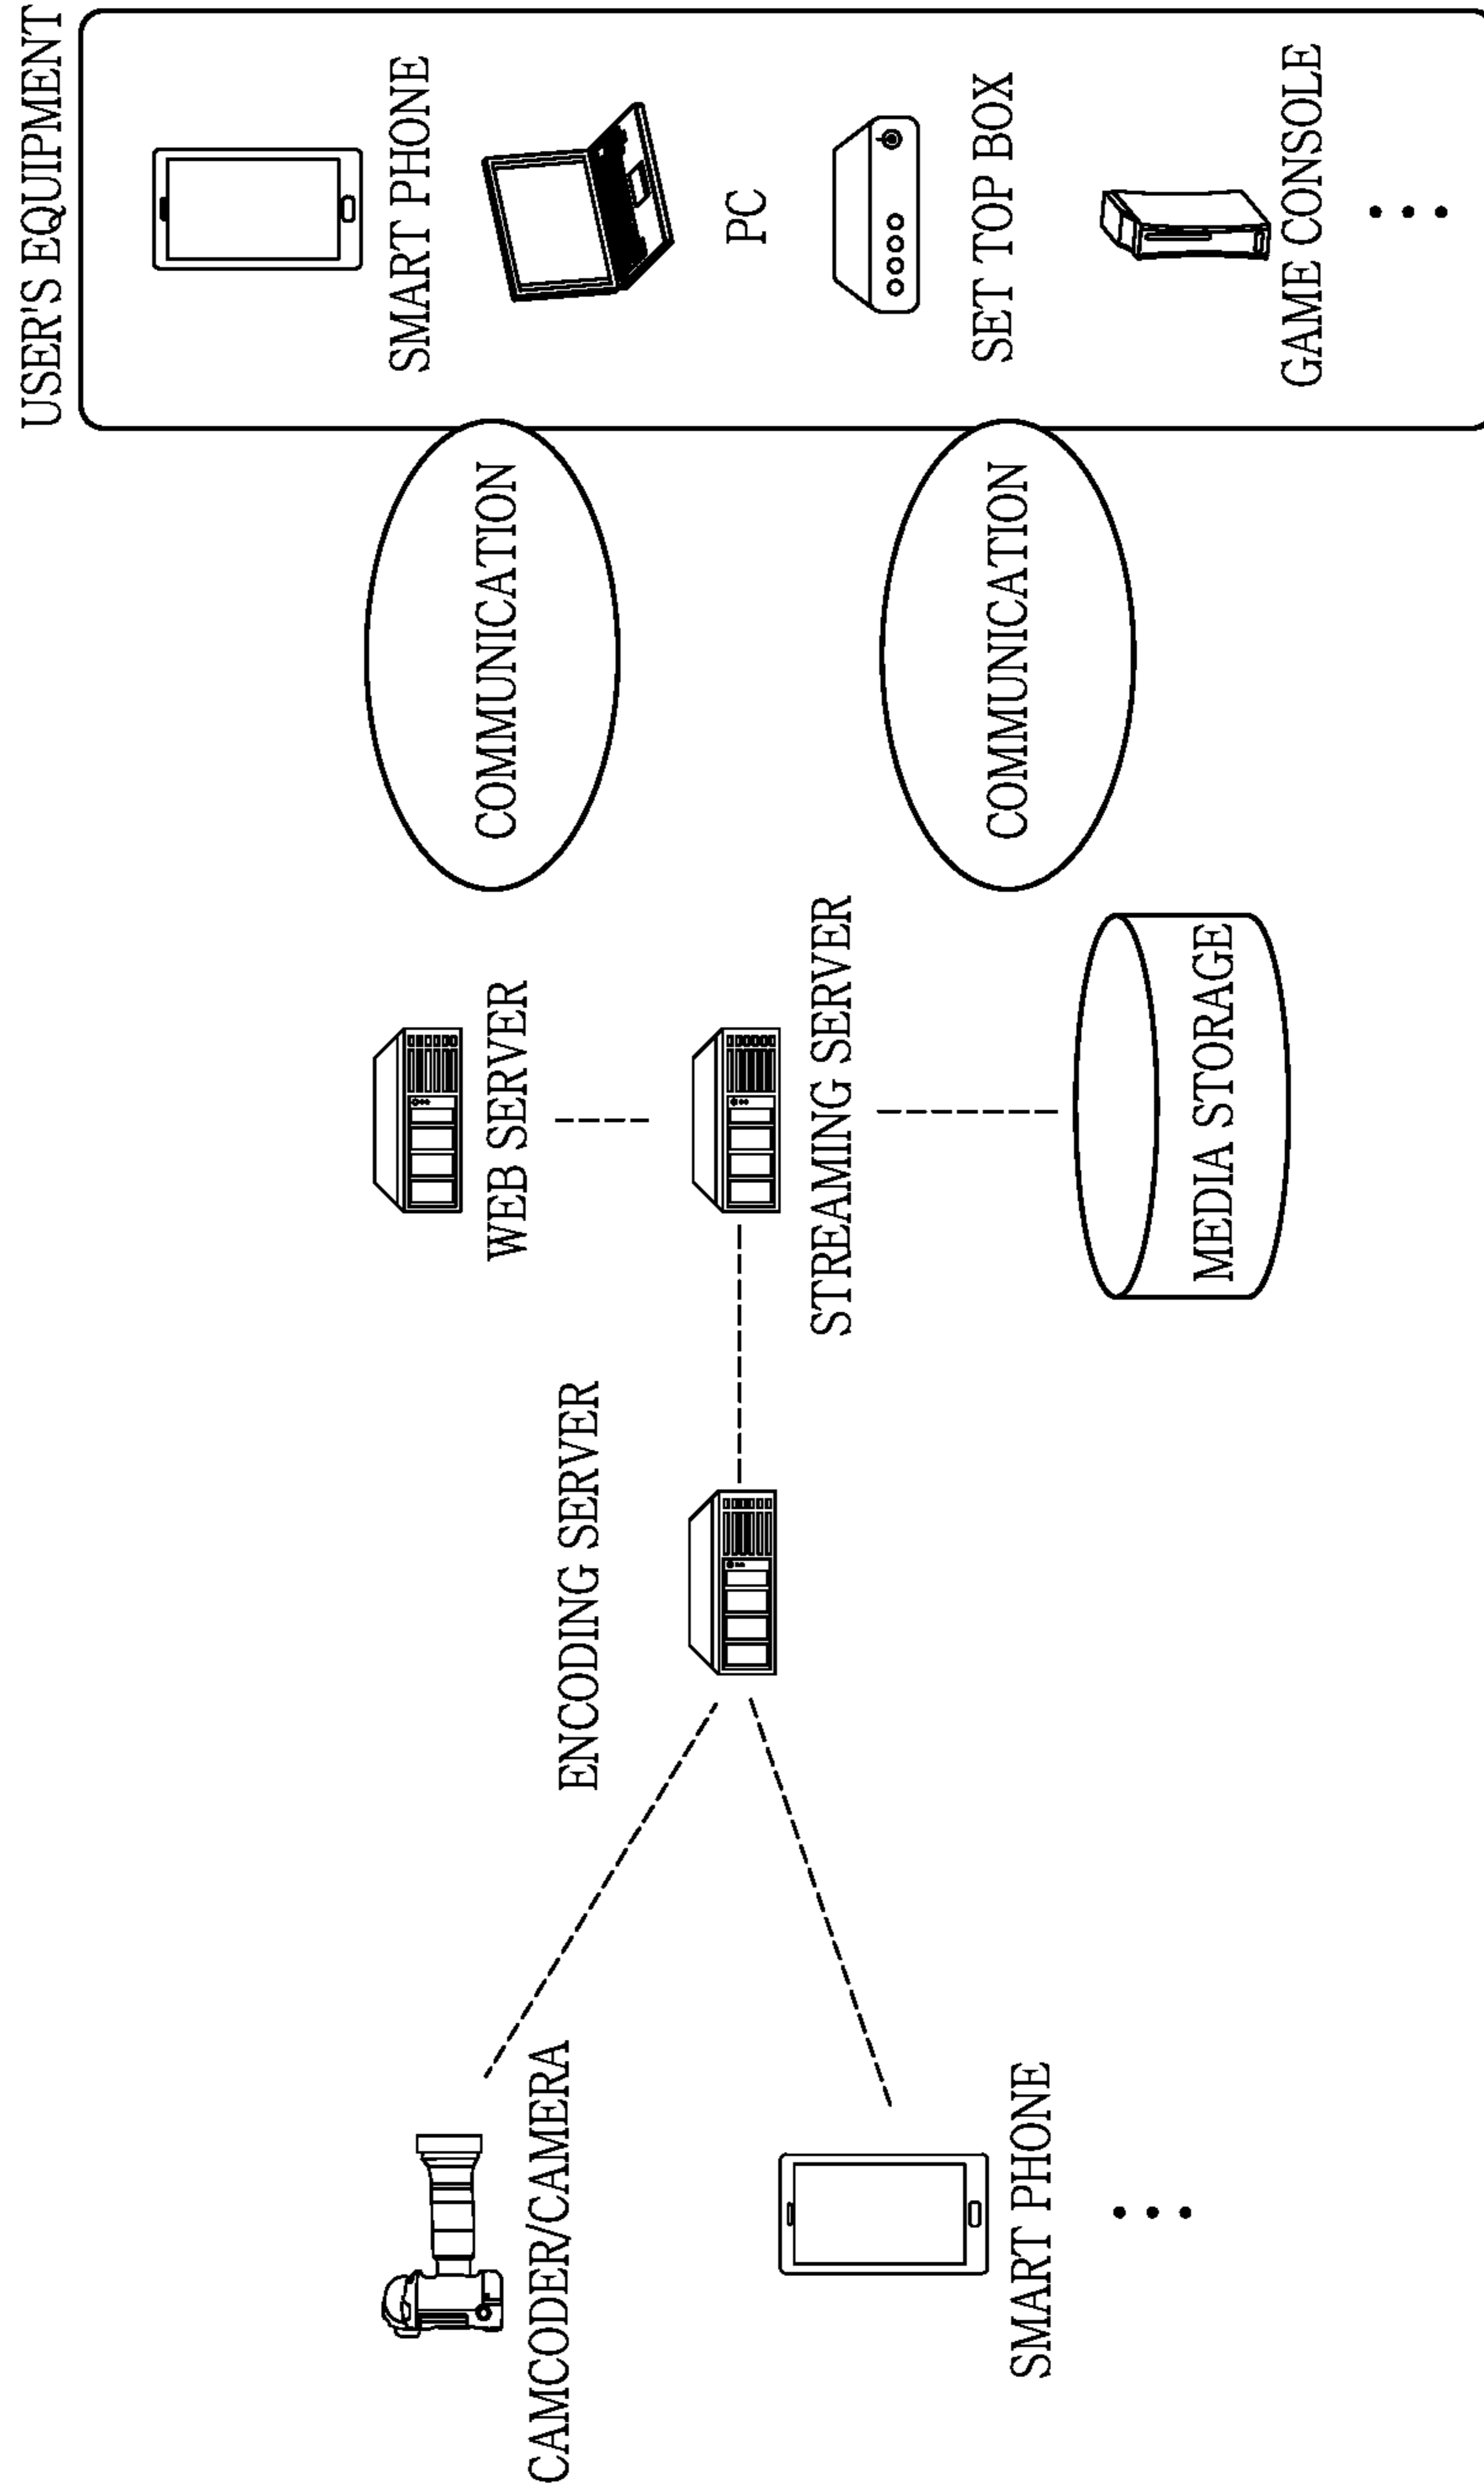 USER'S EQUIPMENT
SMART PHONE
PC
SET TOP BOX
GAME CONSOLE
COMMUNICATION
COMMUNICATION
WEB SERVER
STREAMING SERVER
MEDIA STORAGE
ENCODING SERVER
CAMCODER/CAMERA
SMART PHONE